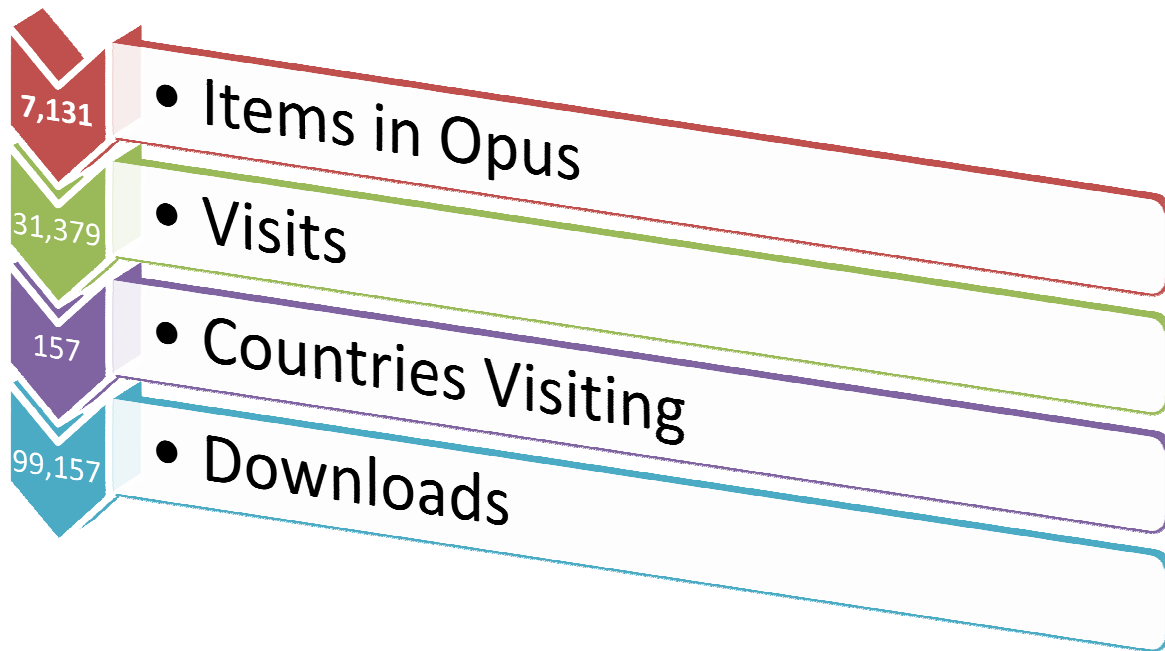 7,131
• Items in Opus
31,379
• Visits
157
• Countries Visiting
99,157
• Downloads